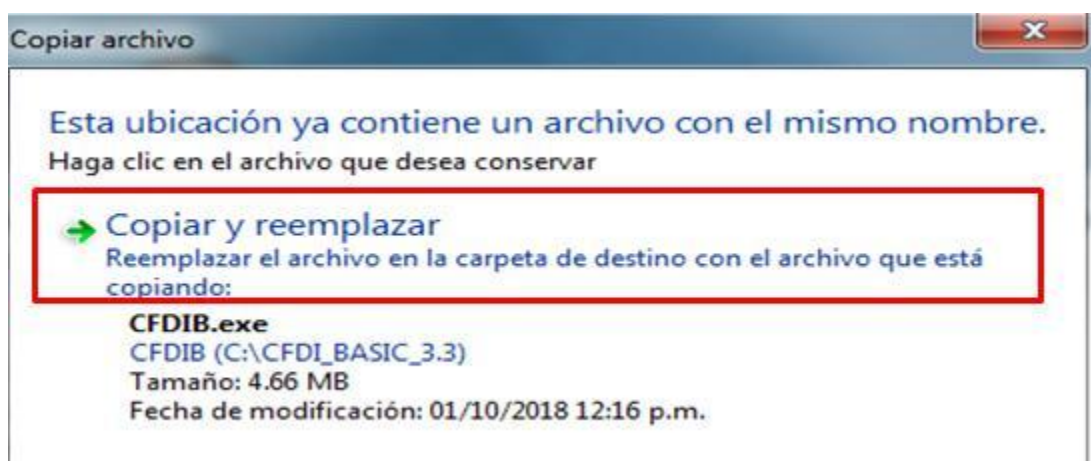 Copiar archivo
Esta ubicación ya contiene un archivo con el mismo nombre.
Haga clic en el archivo que desea conservar
Copiar y reemplazar
Reemplazar el archivo en la carpeta de destino con el archivo que está
copiando:
CFDIB.exe
CFDIB (C:\CFDI_BASIC_3.3)
Tamaño: 4.66 MB
Fecha de modificación: 01/10/2018 12:16 p.m.